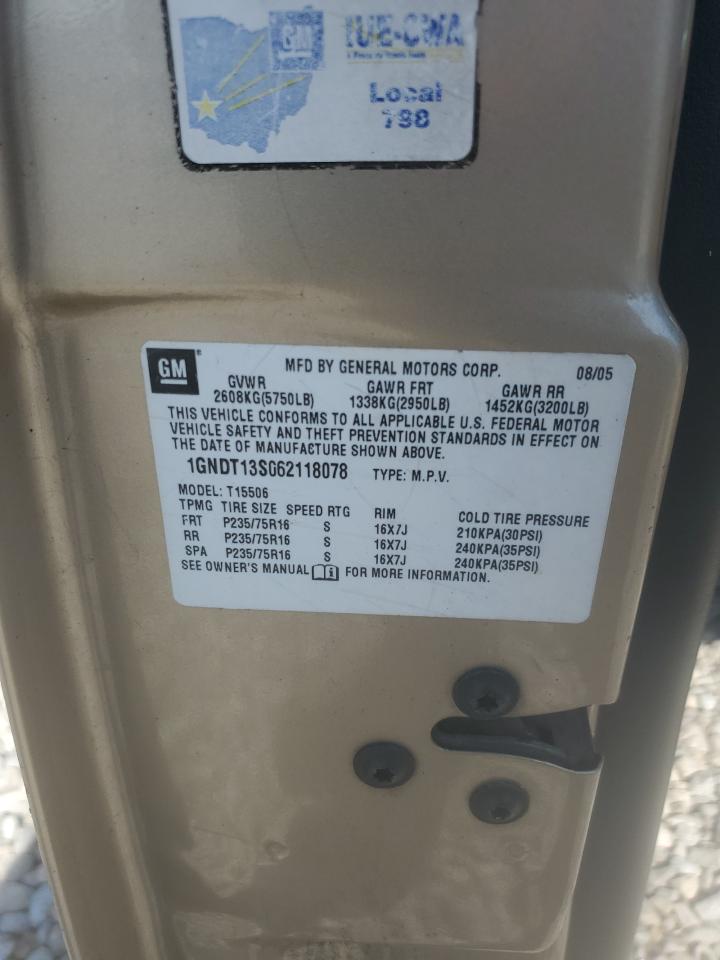 GM IUE-CWA
Local
798
GM MFD BY GENERAL MOTORS CORP. 08/05
GVWR GAWR FRT GAWR RR
2608KG(5750LB) 1338KG(2950LB) 1452KG(3200LB)
THIS VEHICLE CONFORMS TO ALL APPLICABLE U.S. FEDERAL MOTOR
VEHICLE SAFETY AND THEFT PREVENTION STANDARDS IN EFFECT ON
THE DATE OF MANUFACTURE SHOWN ABOVE.
1GNDT13S062118078 TYPE: M.P.V.
MODEL: T15506
TPMG TIRE SIZE SPEED RTG RIM COLD TIRE PRESSURE
FRT P235/75R16 S 16X7J 210KPA(30PSI)
RR P235/75R16 S 16X7J 240KPA(35PSI)
SPA P235/75R16 S 16X7J 240KPA(35PSI)
SEE OWNER'S MANUAL FOR MORE INFORMATION.